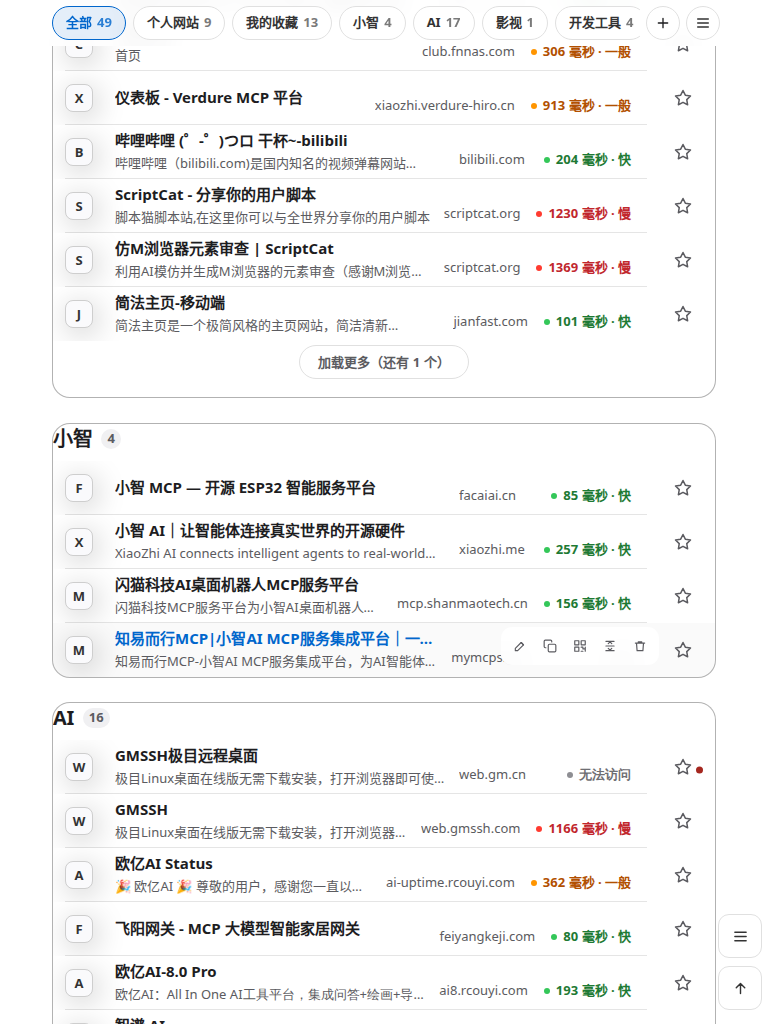 全部 49 个人网站 9 我的收藏 13 小智 4 AI 17 影视 1 开发工具 4
首页 club.fnnas.com 306 毫秒 · 一般
X 仪表板 - Verdure MCP 平台 xiaozhi.verdure-hiro.cn 913 毫秒 · 一般
哔哩哔哩 (゜-゜)つロ 干杯~-bilibili
B 哔哩哔哩（bilibili.com)是国内知名的视频弹幕网站... bilibili.com 204 毫秒 · 快
ScriptCat - 分享你的用户脚本
S 脚本猫脚本站,在这里你可以与全世界分享你的用户脚本 scriptcat.org 1230 毫秒 · 慢
仿M浏览器元素审查 | ScriptCat
S 利用AI模仿并生成M浏览器的元素审查（感谢M浏览... scriptcat.org 1369 毫秒 · 慢
简法主页-移动端
J 简法主页是一个极简风格的主页网站，简洁清新... jianfast.com 101 毫秒 · 快
加载更多（还有 1 个）
小智 4
F 小智 MCP — 开源 ESP32 智能服务平台 facaiai.cn 85 毫秒 · 快
小智 AI｜让智能体连接真实世界的开源硬件
X XiaoZhi AI connects intelligent agents to real-world... xiaozhi.me 257 毫秒 · 快
闪猫科技AI桌面机器人MCP服务平台
M 闪猫科技MCP服务平台为小智AI桌面机器人... mcp.shanmaotech.cn 156 毫秒 · 快
知易而行MCP|小智AI MCP服务集成平台｜一...
M 知易而行MCP-小智AI MCP服务集成平台，为AI智能体... mymcps
AI 16
GMSSH极目远程桌面
W 极目Linux桌面在线版无需下载安装，打开浏览器即可使... web.gm.cn 无法访问
GMSSH
W 极目Linux桌面在线版无需下载安装，打开浏览器... web.gmssh.com 1166 毫秒 · 慢
欧亿AI Status
A 🎉 欧亿AI 🎉 尊敬的用户，感谢您一直以... ai-uptime.rcouyi.com 362 毫秒 · 一般
F 飞阳网关 - MCP 大模型智能家居网关 feiyangkeji.com 80 毫秒 · 快
欧亿AI-8.0 Pro
A 欧亿AI：All In One AI工具平台，集成问答+绘画+导... ai8.rcouyi.com 193 毫秒 · 快